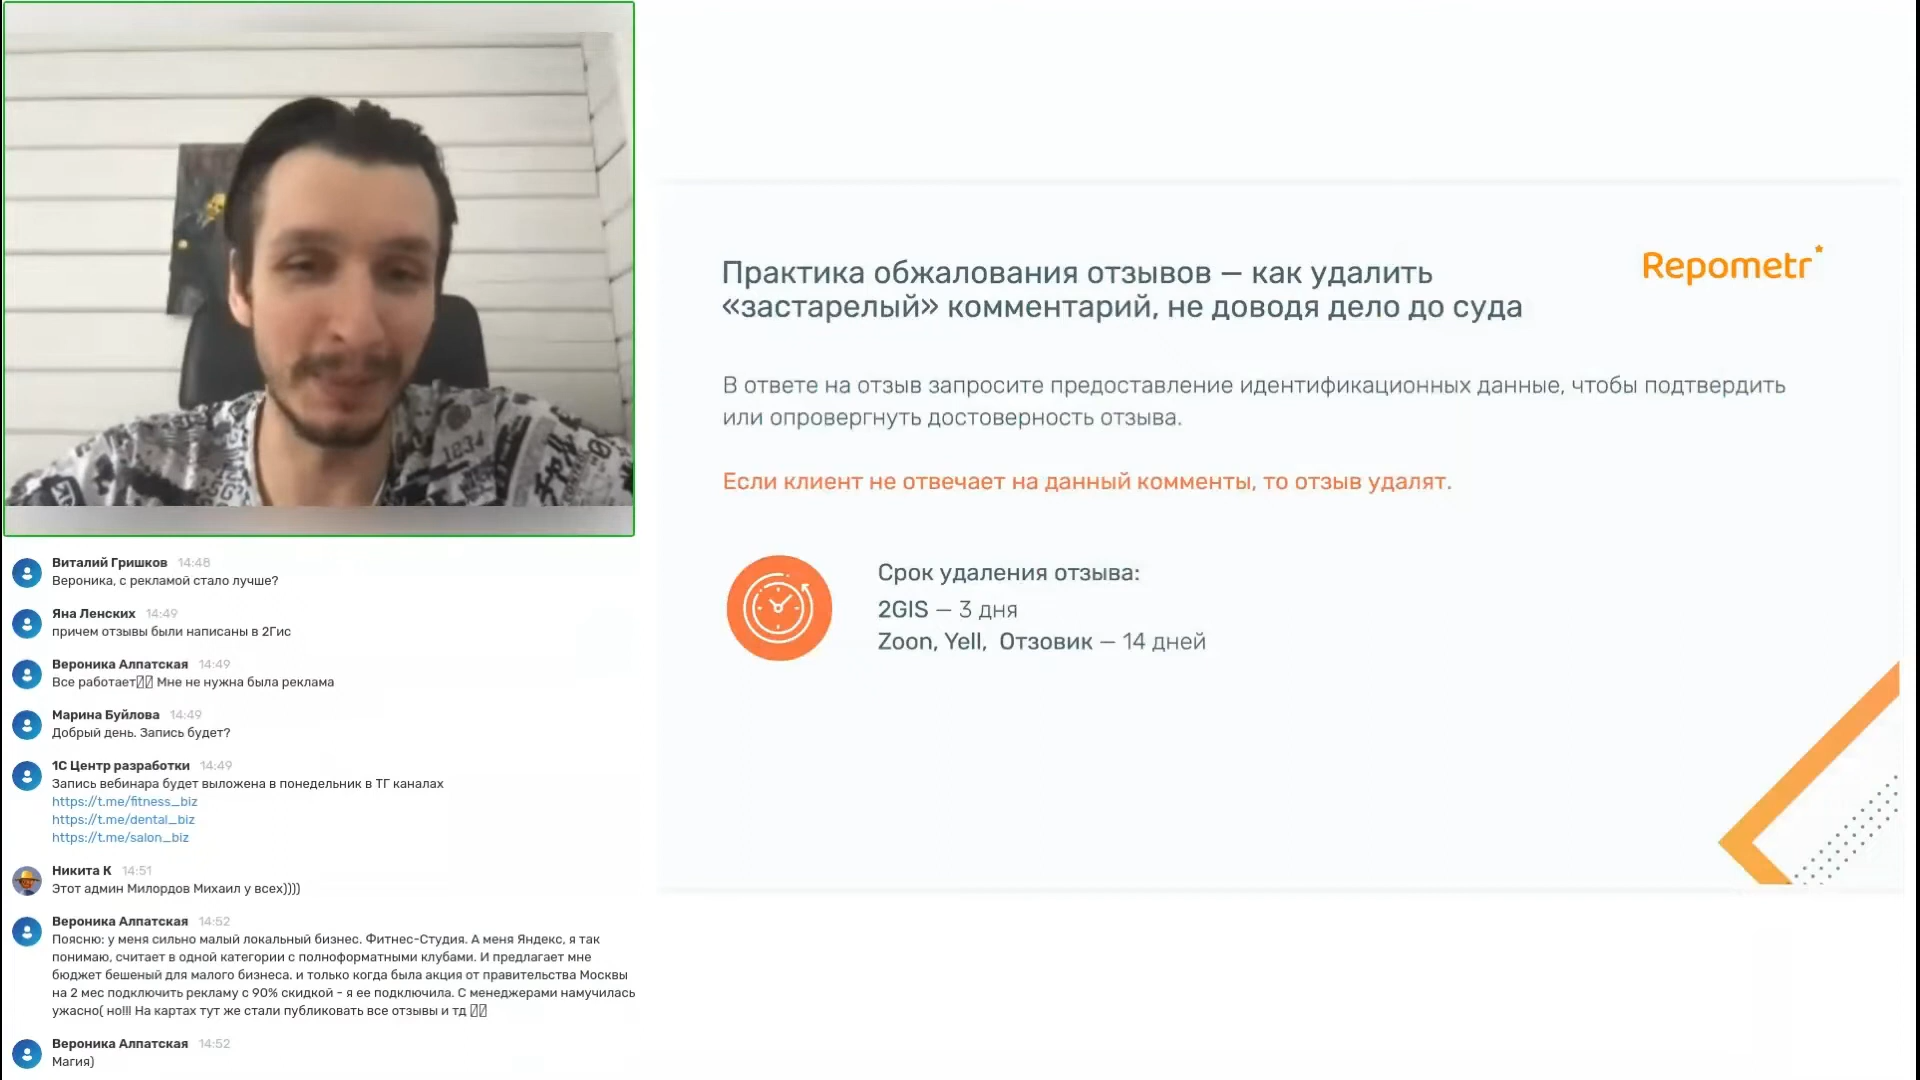 Практика обжалования отзывов — как удалить
«застарелый» комментарий, не доводя дело до суда
Repometr
В ответе на отзыв запросите предоставление идентификационных данные, чтобы подтвердить
или опровергнуть достоверность отзыва.
Если клиент не отвечает на данный комменты, то отзыв удалят.
Срок удаления отзыва:
2GIS — 3 дня
Zoon, Yell, Отзовик — 14 дней
1234
Виталий Гришков 14:48
Вероника, с рекламой стало лучше?
Яна Ленских 14:49
причем отзывы были написаны в 2Гис
Вероника Алпатская 14:49
Все работает Мне не нужна была реклама
Марина Буйлова 14:49
Добрый день. Запись будет?
1С Центр разработки 14:49
Запись вебинара будет выложена в понедельник в ТГ каналах
https://t.me/fitness_biz
https://t.me/dental_biz
https://t.me/salon_biz
Никита К 14:51
Этот админ Милордов Михаил у всех))))
Вероника Алпатская 14:52
Поясню: у меня сильно малый локальный бизнес. Фитнес-Студия. А меня Яндекс, я так
понимаю, считает в одной категории с полноформатными клубами. И предлагает мне
бюджет бешеный для малого бизнеса. и только когда была акция от правительства Москвы
на 2 мес подключить рекламу с 90% скидкой - я ее подключила. С менеджерами намучилась
ужасно( но!!! На картах тут же стали публиковать все отзывы и тд
Вероника Алпатская 14:52
Магия)